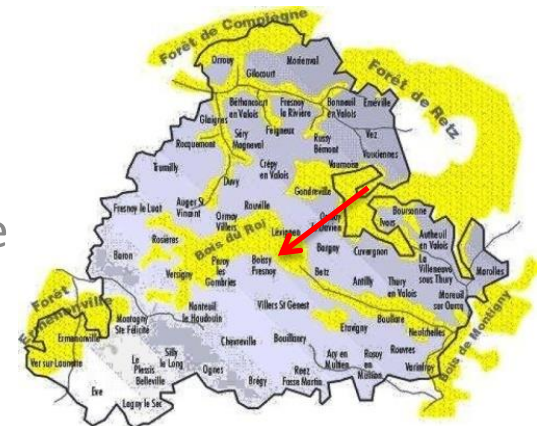 Forêt de Compiègne
Orrouy
Morienval
Gilocourt
Forêt de Retz
Béthancourt
en Valois
Fresnoy
la Rivière
Bonneuil
en Valois
Eméville
Glaignes
Séry
Magneval
Feigneux
Russy
Bémont
Vez
Rocquemont
Vauciennes
Crépy
en Valois
Vaumoise
Trumilly
Duvy
Gondreville
Fresnoy le Luat
Auger St
Vincent
Rouville
Ormoy
Villers
Lévignen
le Davien
Ivors
Boursonne
Autheuil
en Valois
e
Rosières
Bois du Roi
Bargny
Cuvergnon
La
Villeneuve
sous Thury
Marolles
Baron
Versigny
Peroy
les
Gombries
Boissy
Fresnoy
Betz
Antilly
Thury
en Valois
Mareuil
sur Ourcq
Forêt
Ermenonville
Ermenonville
Montagny
Ste Félicité
Nanteuil
le Haudouin
Villers St Genest
Boullare
Etavigny
Neufchelles
Bois de Montigny
Ver sur Launette
Silly
le Long
Chèvreville
Bouillancy
Acy en
Multien
Rosoy
en
Multien
Rouvres
Varinfroy
Le
Plessis
Belleville
Ognes
Brégy
Reez
Fosse Martin
Eve
Lagny le Sec